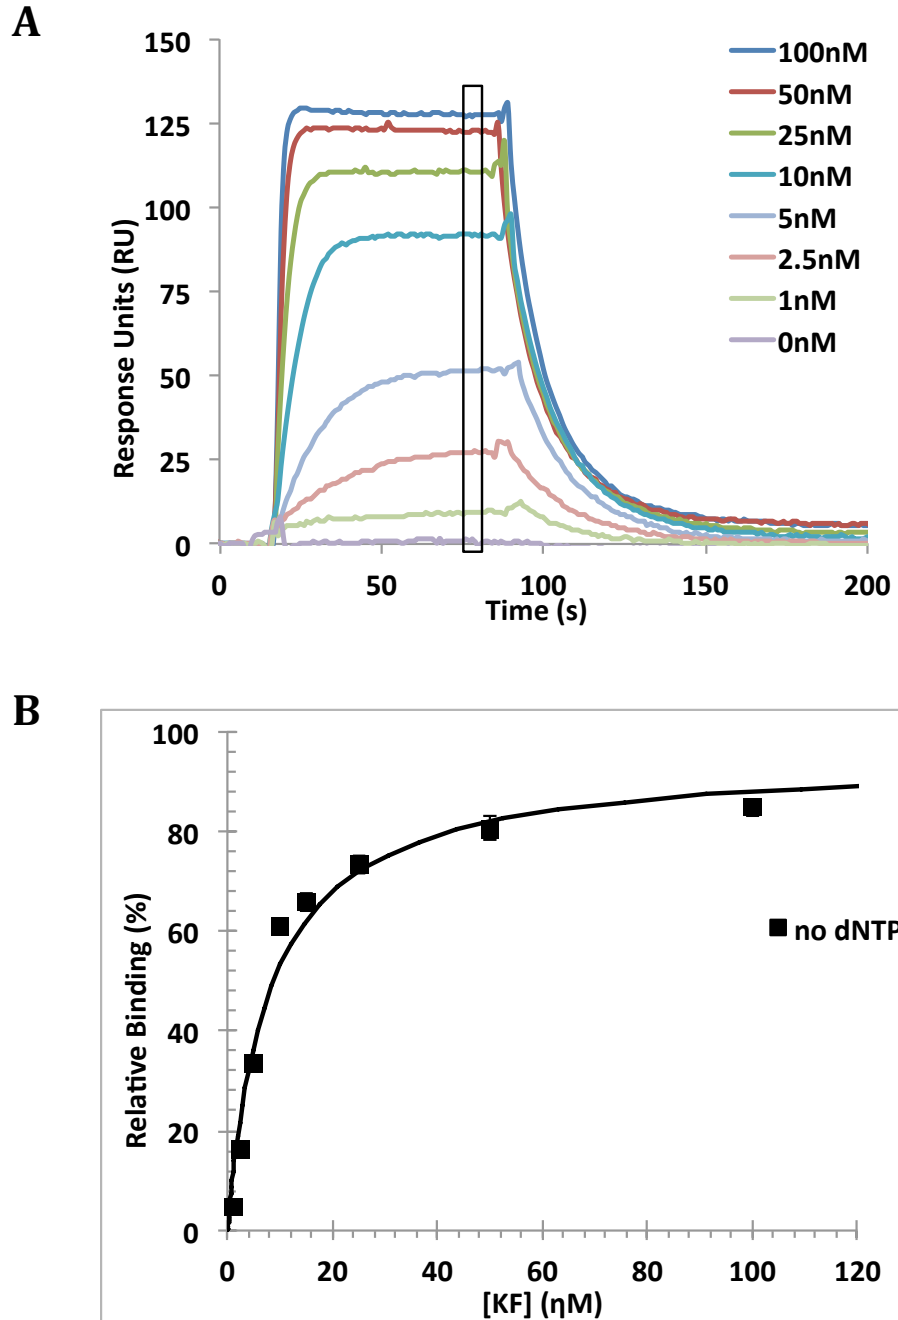 A
150
125
100
75
50
25
0
Response Units (RU)
0 50 100 150 200
Time (s)
100nM
50nM
25nM
10nM
5nM
2.5nM
1nM
0nM
B
100
80
60
40
20
0
Relative Binding (%)
no dNTP
0 20 40 60 80 100 120
[KF] (ηM)